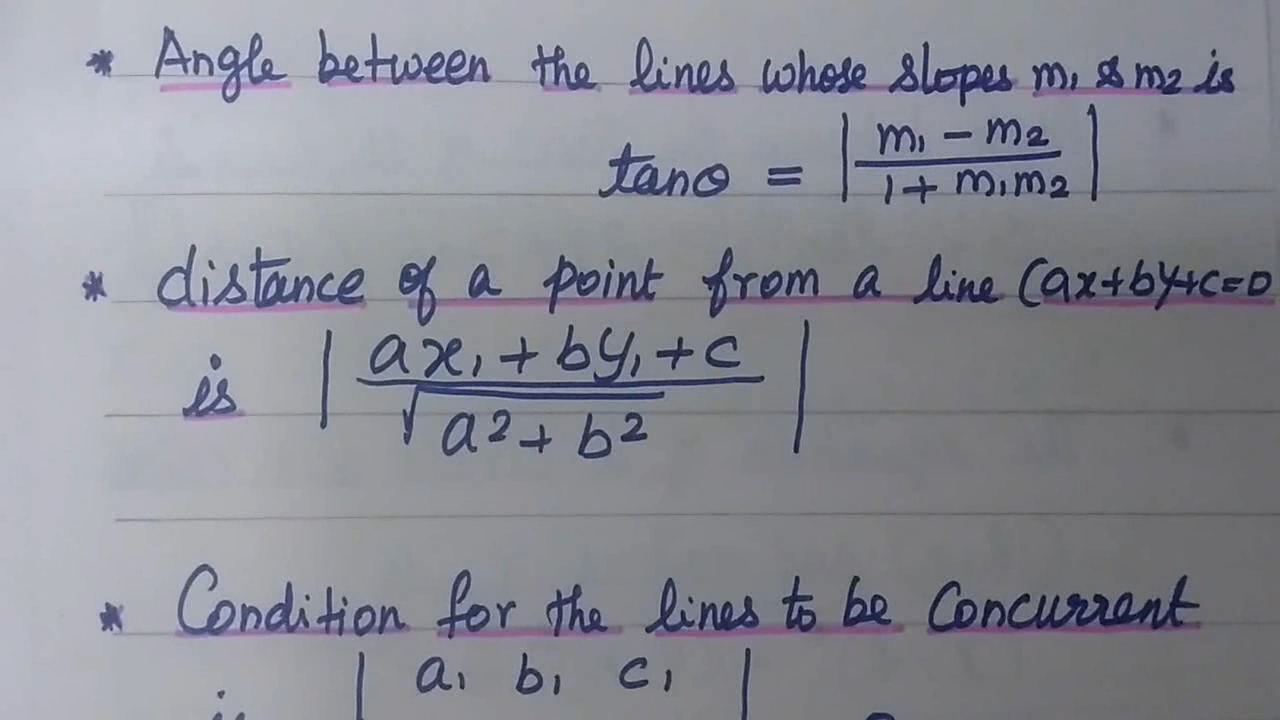 * Angle between the lines whose slopes m₁ & m₂ is
tanθ = | (m₁ - m₂) / (1 + m₁m₂) |
* distance of a point from a line (ax+by+c=0
is | (ax₁ + by₁ + c) / √(a² + b²) |
* Condition for the lines to be Concurrent
| a₁ b₁ c₁ |